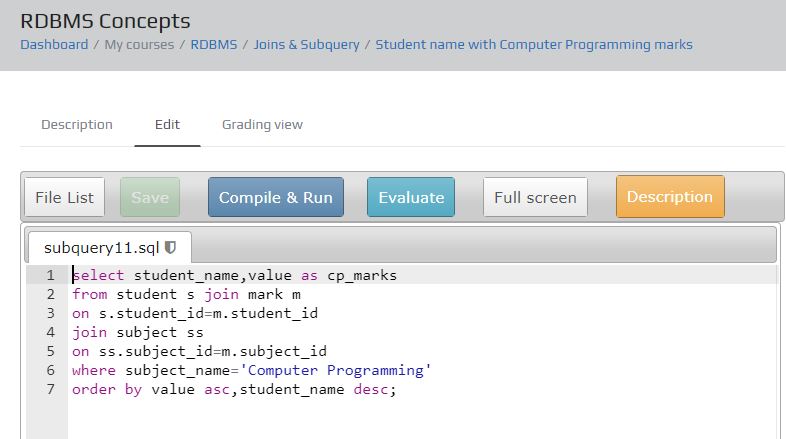 RDBMS Concepts
Dashboard / My courses / RDBMS / Joins & Subquery / Student name with Computer Programming marks
Description Edit Grading view
File List Save Compile & Run Evaluate Full screen Description
subquery11.sql
1 select student_name,value as cp_marks
2 from student s join mark m
3 on s.student_id=m.student_id
4 join subject ss
5 on ss.subject_id=m.subject_id
6 where subject_name='Computer Programming'
7 order by value asc,student_name desc;